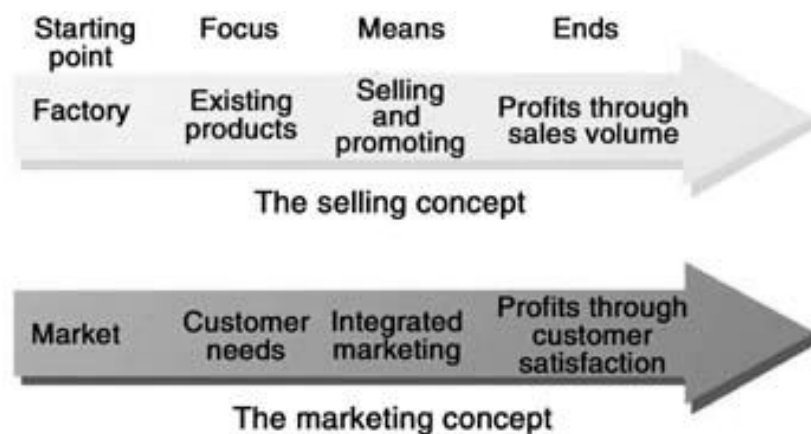 Starting point
Focus
Means
Ends
Factory
Existing products
Selling and promoting
Profits through sales volume
The selling concept
Market
Customer needs
Integrated marketing
Profits through customer satisfaction
The marketing concept